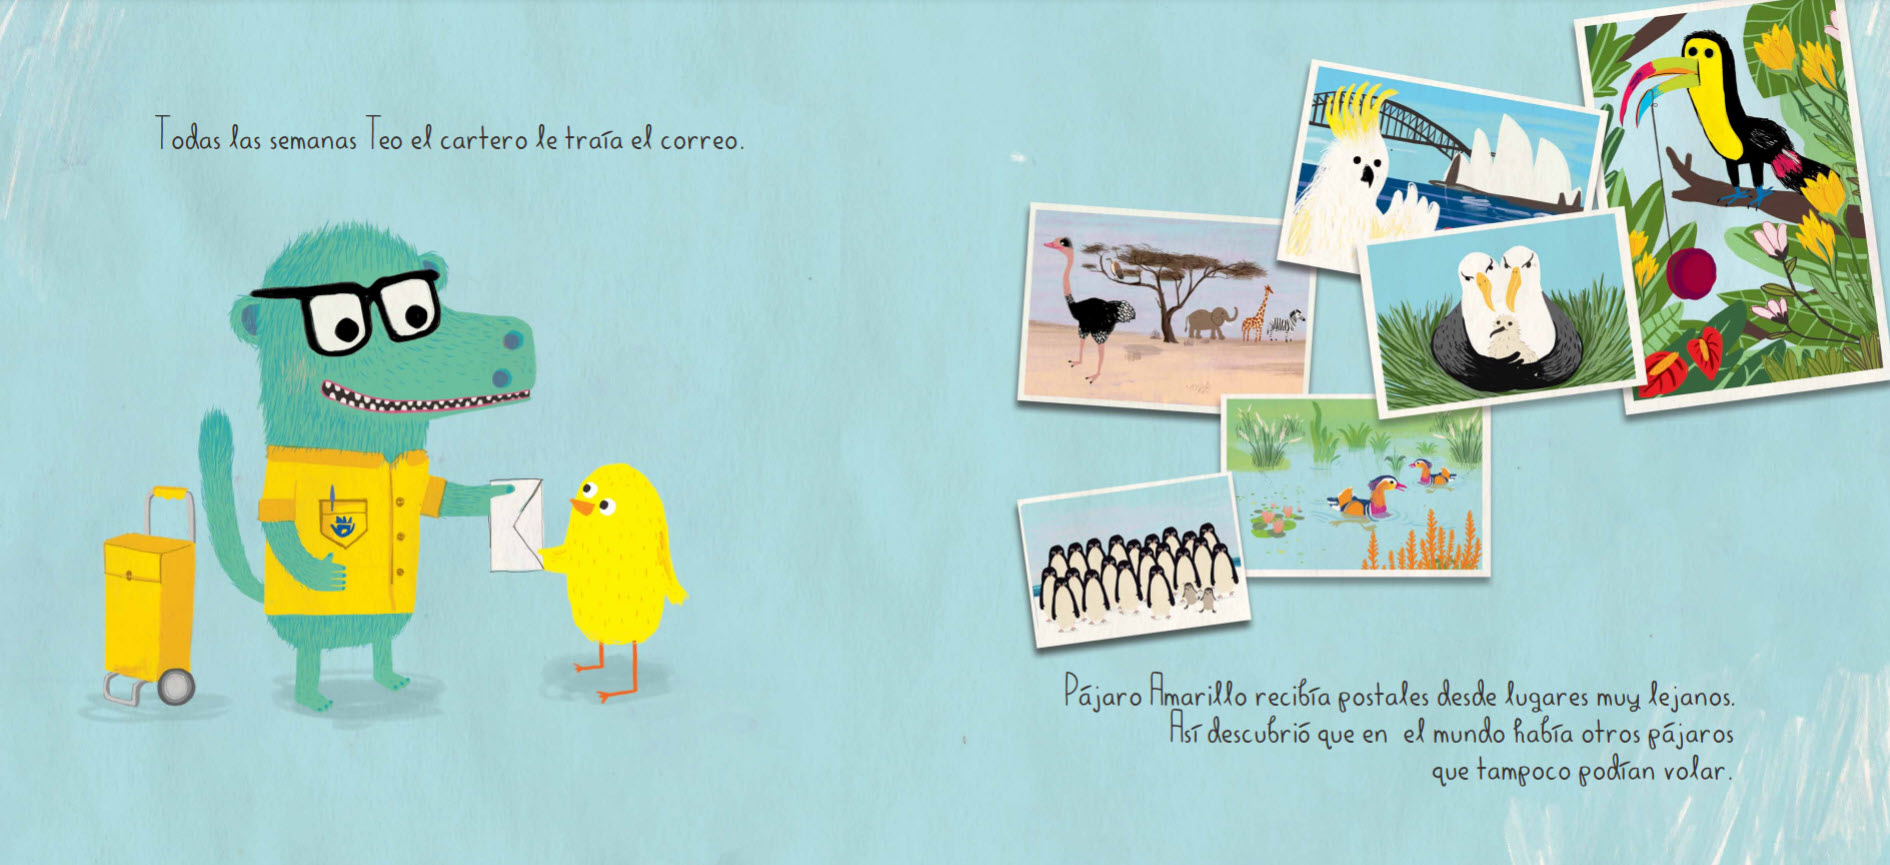 Todas las semanas Teo el cartero le traía el correo.
Pájaro Amarillo recibía postales desde lugares muy lejanos.
Así descubrió que en el mundo había otros pájaros
que tampoco podían volar.